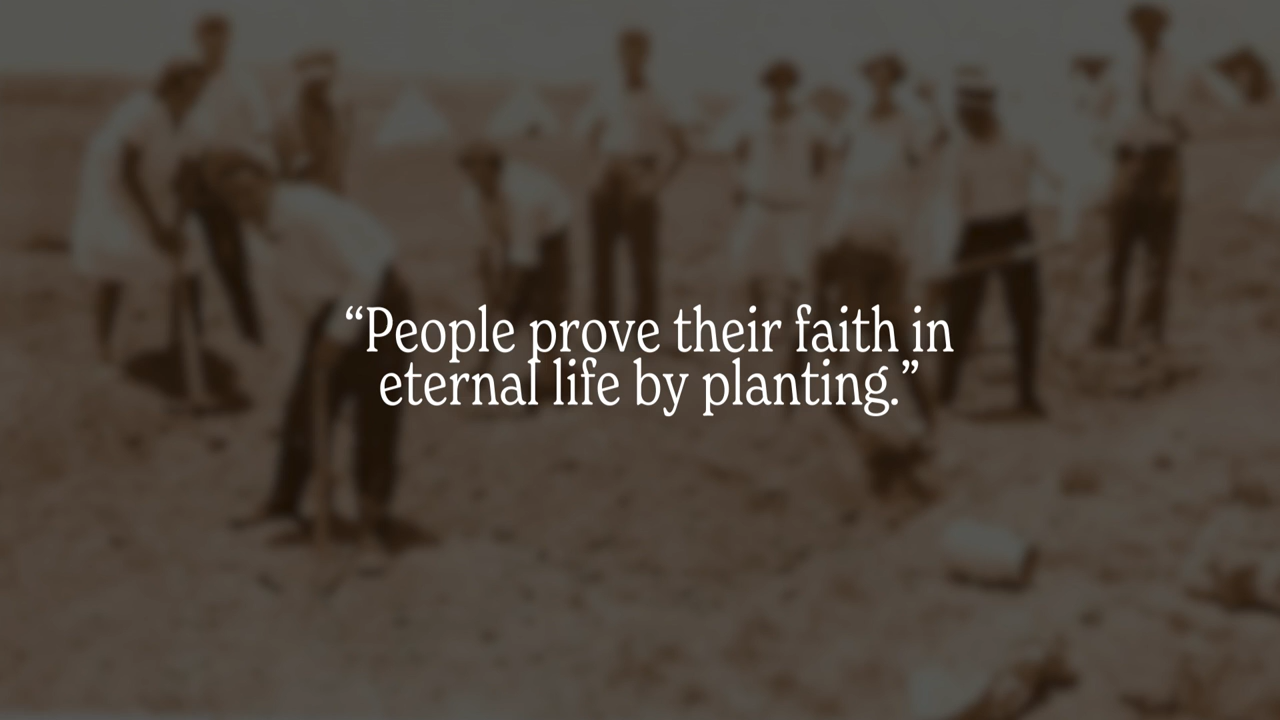 “People prove their faith in
eternal life by planting.”